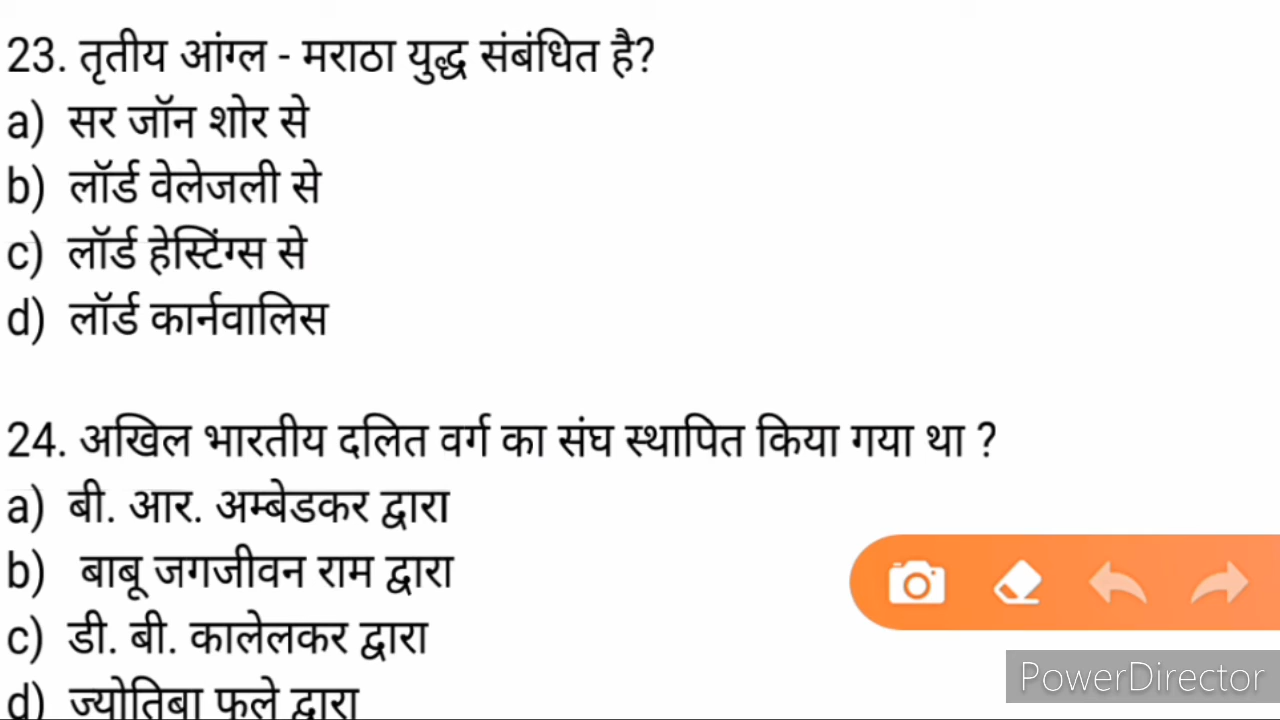 23. तृतीय आंग्ल - मराठा युद्ध संबंधित है?
a) सर जॉन शोर से
b) लॉर्ड वेलेजली से
c) लॉर्ड हेस्टिंग्स से
d) लॉर्ड कार्नवालिस
24. अखिल भारतीय दलित वर्ग का संघ स्थापित किया गया था ?
a) बी. आर. अम्बेडकर द्वारा
b) बाबू जगजीवन राम द्वारा
c) डी. बी. कालेलकर द्वारा
d) ज्योतिबा फुले द्वारा
PowerDirector